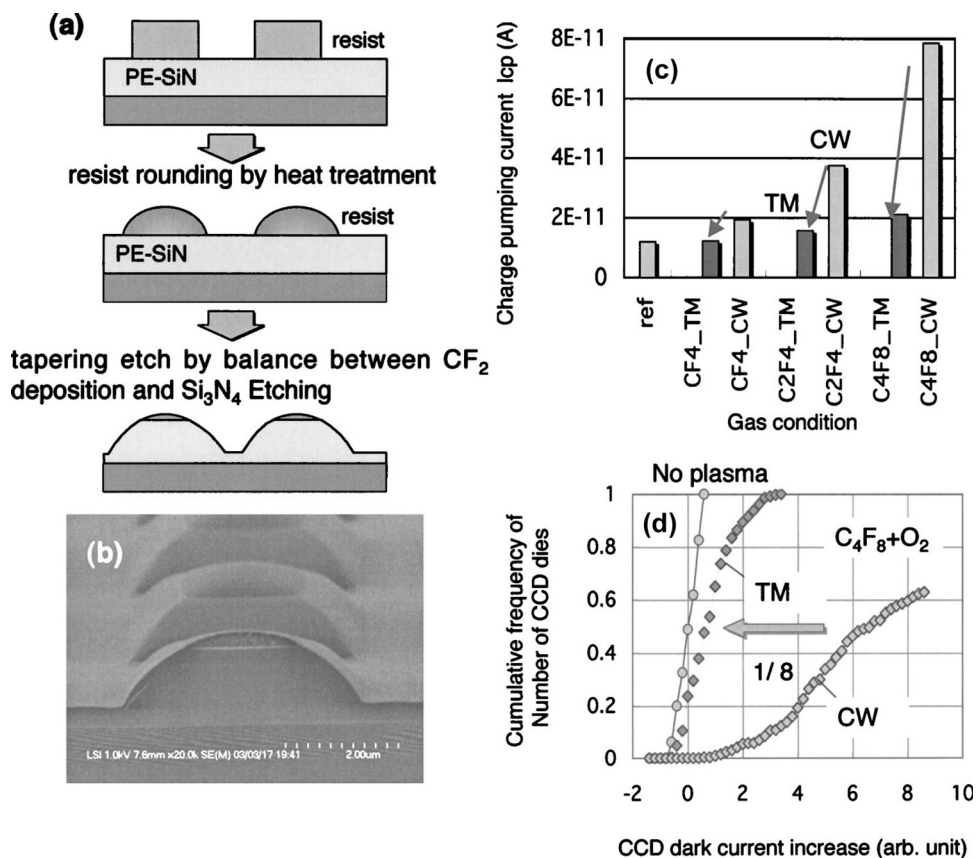 (a)
resist
PE-SiN
resist rounding by heat treatment
resist
PE-SiN
tapering etch by balance between CF2
deposition and Si3N4 Etching
(b)
LSI 1.0kV 7.6mm x20.0k SE(M) 03/03/17 19:41
2.00um
Charge pumping current Icp (A)
8E-11
6E-11
4E-11
2E-11
0
(c)
CW
TM
ref
CF4_TM
CF4_CW
C2F4_TM
C2F4_CW
C4F8_TM
C4F8_CW
Gas condition
No plasma
Cumulative frequency of
Number of CCD dies
1
0.8
0.6
0.4
0.2
0
(d)
C4F8+O2
TM
1/8
CW
-2
0
2
4
6
8
10
CCD dark current increase (arb. unit)